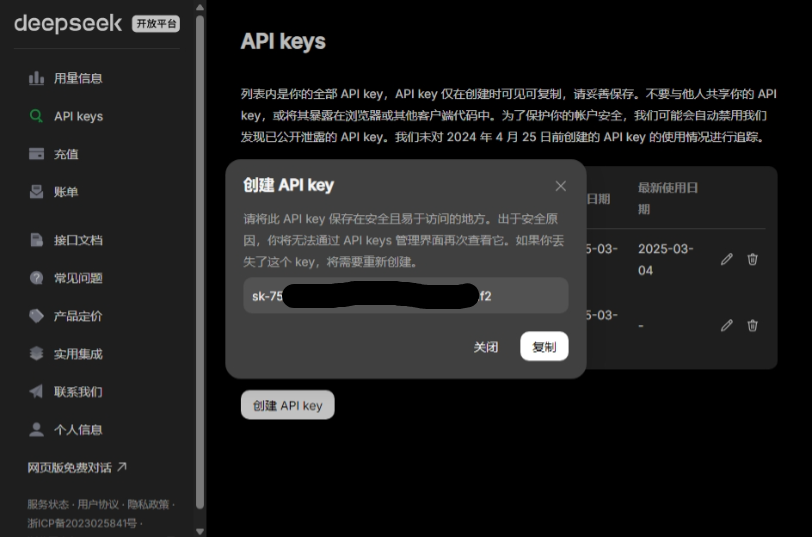 deepseek 开放平台
用量信息
API keys
充值
账单
接口文档
常见问题
产品定价
实用集成
联系我们
个人信息
网页版免费对话
服务状态 · 用户协议 · 隐私政策 ·
浙ICP备2023025841号 ·
API keys
列表内是你的全部 API key，API key 仅在创建时可见可复制，请妥善保存。不要与他人共享你的 API
key，或将其暴露在浏览器或其他客户端代码中。为了保护你的帐户安全，我们可能会自动禁用我们
发现已公开泄露的 API key。我们未对 2024 年 4 月 25 日前创建的 API key 的使用情况进行追踪。
创建 API key
请将此 API key 保存在安全且易于访问的地方。出于安全原
因，你将无法通过 API keys 管理界面再次查看它。如果你丢
失了这个 key，将需要重新创建。
sk-75 f2
关闭
复制
日期
最新使用日
期
5-03-
2025-03-
04
5-03-
-
创建 API key